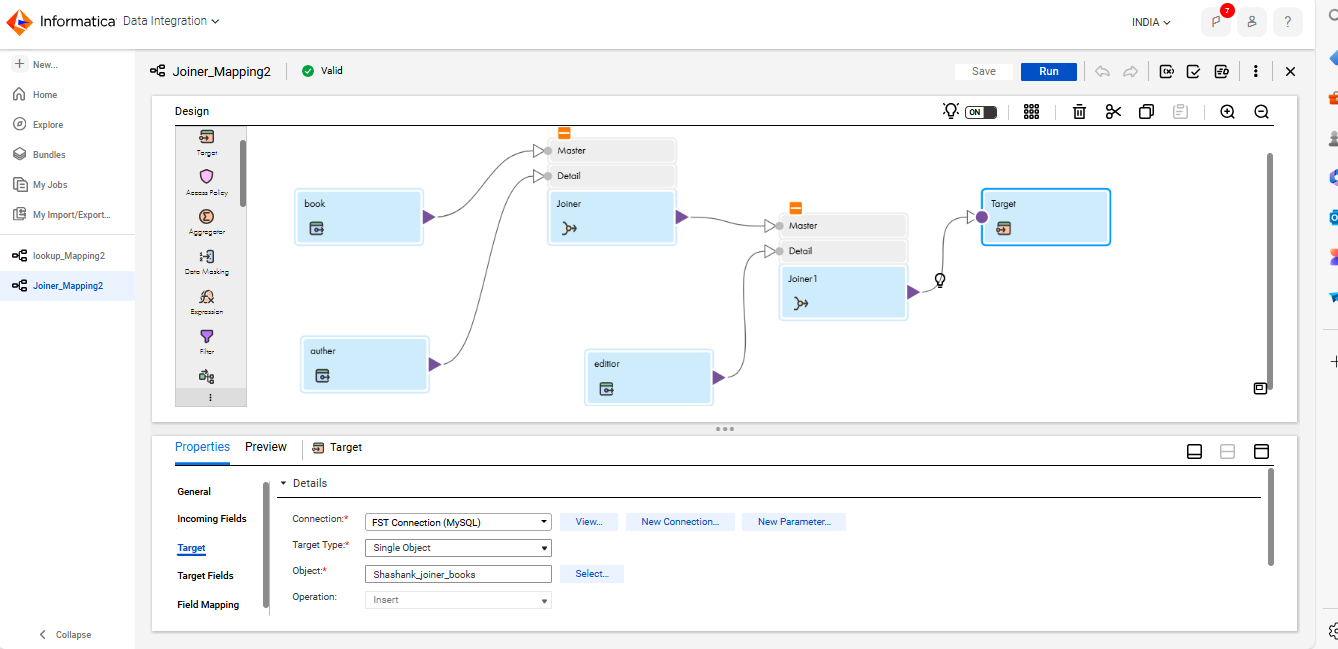 Informatica Data Integration
INDIA
7
?
New...
Home
Explore
Bundles
My Jobs
My Import/Export...
lookup_Mapping2
Joiner_Mapping2
Collapse
Joiner_Mapping2
Valid
Save
Run
Design
ON
Target
Access Policy
Aggregator
Data Masking
Expression
Filter
book
auther
Master
Detail
Joiner
edition
Master
Detail
Joiner1
Target
Properties
Preview
Target
General
Incoming Fields
Target
Target Fields
Field Mapping
Details
Connection:*
FST Connection (MySQL)
View...
New Connection...
New Parameter...
Target Type:*
Single Object
Object:*
Shashank_joiner_books
Select...
Operation:
Insert